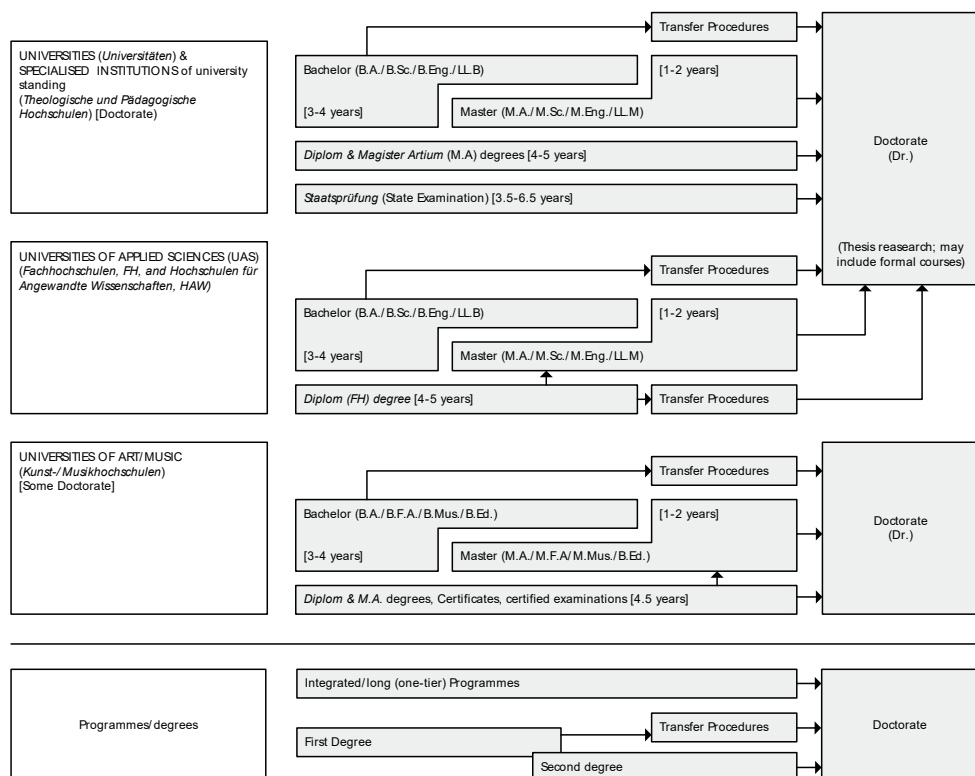 Transfer Procedures
UNIVERSITIES (Universitäten) &
SPECIALISED INSTITUTIONS of university
standing
(Theologische und Pädagogische
Hochschulen) [Doctorate)
Bachelor (B.A./B.Sc./B.Eng./LL.B)
[1-2 years]
[3-4 years]
Master (M.A./M.Sc./M.Eng./LL.M)
Diplom & Magister Artium (M.A) degrees [4-5 years]
Staatsprüfung (State Examination) [3.5-6.5 years]
Doctorate
(Dr.)
(Thesis reasearch; may
include formal courses)
UNIVERSITIES OF APPLIED SCIENCES (UAS)
(Fachhochschulen, FH, and Hochschulen für
Angewandte Wissenschaften, HAW)
Transfer Procedures
Bachelor (B.A./B.Sc./B.Eng./LL.B)
[1-2 years]
[3-4 years]
Master (M.A./M.Sc./M.Eng./LL.M)
Diplom (FH) degree [4-5 years]
Transfer Procedures
UNIVERSITIES OF ART/MUSIC
(Kunst-/Musikhochschulen)
[Some Doctorate]
Transfer Procedures
Bachelor (B.A./B.F.A./B.Mus./B.Ed.)
[1-2 years]
[3-4 years]
Master (M.A./M.F.A/M.Mus./B.Ed.)
Diplom & M.A. degrees, Certificates, certified examinations [4.5 years]
Doctorate
(Dr.)
Programmes/degrees
Integrated/long (one-tier) Programmes
Transfer Procedures
First Degree
Second degree
Doctorate